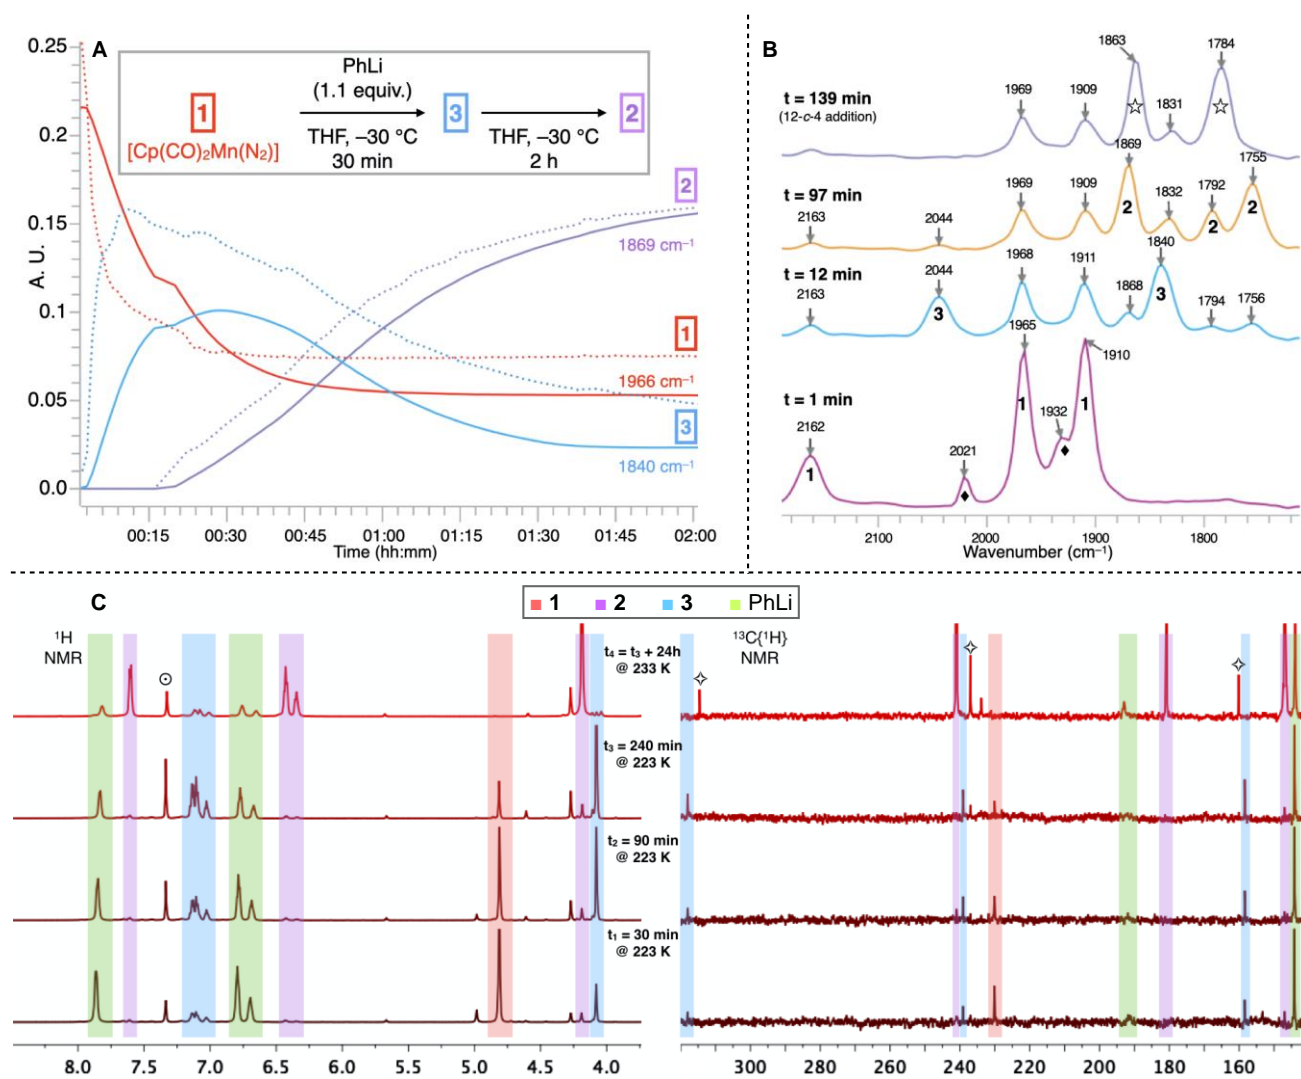 A
0.25
0.2
0.15
0.1
0.05
0.0
A. U.
1
[Cp(CO)₂Mn(N₂)]
PhLi
(1.1 equiv.)
THF, –30 °C
30 min
3
THF, –30 °C
2 h
2
2
1869 cm⁻¹
1
1966 cm⁻¹
3
1840 cm⁻¹
00:15 00:30 00:45 01:00 01:15 01:30 01:45 02:00
Time (hh:mm)
B
t = 139 min
(12-c-4 addition)
1969 1909 1863 1831 1784
t = 97 min
2163 2044 1969 1909 1869 1832 1792 1755
2 2 2
t = 12 min
2163 2044 1968 1911 1868 1840 1794 1756
3 3
t = 1 min
2162 2021 1965 1932 1910
1 1 1
2100 2000 1900 1800
Wavenumber (cm⁻¹)
C
1 2 3 PhLi
¹H
NMR
¹³C{¹H}
NMR
t₄ = t₃ + 24h
@ 233 K
t₃ = 240 min
@ 223 K
t₂ = 90 min
@ 223 K
t₁ = 30 min
@ 223 K
8.0 7.5 7.0 6.5 6.0 5.5 5.0 4.5 4.0
300 280 260 240 220 200 180 160